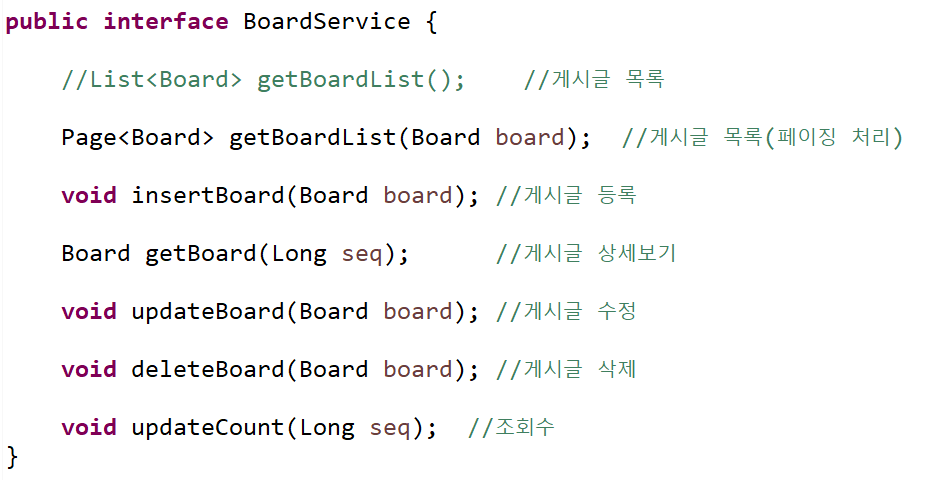 public interface BoardService {
//List<Board> getBoardList();    //게시글 목록
Page<Board> getBoardList(Board board);  //게시글 목록(페이징 처리)
void insertBoard(Board board); //게시글 등록
Board getBoard(Long seq);      //게시글 상세보기
void updateBoard(Board board); //게시글 수정
void deleteBoard(Board board); //게시글 삭제
void updateCount(Long seq);  //조회수
}